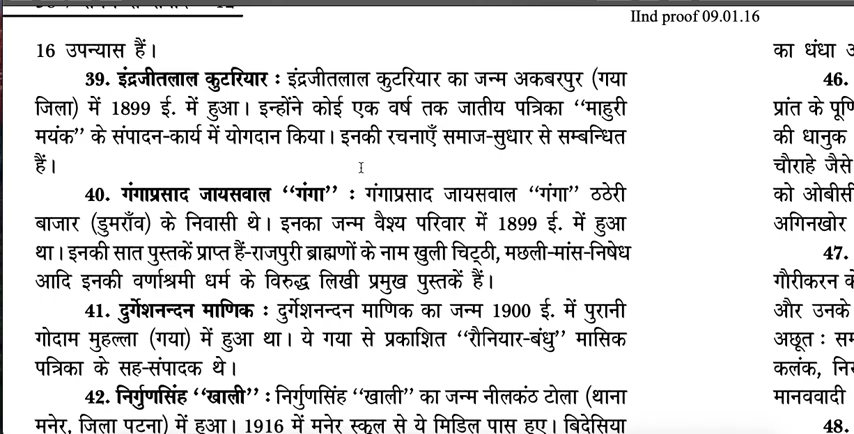 IInd proof 09.01.16
16 उपन्यास हैं।
39. इंद्रजीतलाल कुटरियार : इंद्रजीतलाल कुटरियार का जन्म अकबरपुर (गया
जिला) में 1899 ई. में हुआ। इन्होंने कोई एक वर्ष तक जातीय पत्रिका ‘‘माहुरी
मयंक’’ के संपादन-कार्य में योगदान किया। इनकी रचनाएँ समाज-सुधार से सम्बन्धित
हैं।
40. गंगाप्रसाद जायसवाल ‘‘गंगा’’ : गंगाप्रसाद जायसवाल ‘‘गंगा’’ ठठेरी
बाजार (डुमराँव) के निवासी थे। इनका जन्म वैश्य परिवार में 1899 ई. में हुआ
था। इनकी सात पुस्तकें प्राप्त हैं-राजपुरी ब्राह्मणों के नाम खुली चिट्ठी, मछली-मांस-निषेध
आदि इनकी वर्णाश्रमी धर्म के विरुद्ध लिखी प्रमुख पुस्तकें हैं।
41. दुर्गेशनन्दन माणिक : दुर्गेशनन्दन माणिक का जन्म 1900 ई. में पुरानी
गोदाम मुहल्ला (गया) में हुआ था। ये गया से प्रकाशित ‘‘रौनियार-बंधु’’ मासिक
पत्रिका के सह-संपादक थे।
42. निर्गुणसिंह ‘‘खाली’’ : निर्गुणसिंह ‘‘खाली’’ का जन्म नीलकंठ टोला (थाना
मनेर, जिला पटना) में हुआ। 1916 में मनेर स्कूल से ये मिडिल पास हुए। बिदेसिया
का धंधा
46.
प्रांत के
की धानुक
चौराहे जैसे
को ओबीसी
अगिनखोर
47.
गौरीकरन
और उनके
अछूत :
कलंक,
मानववादी
48.